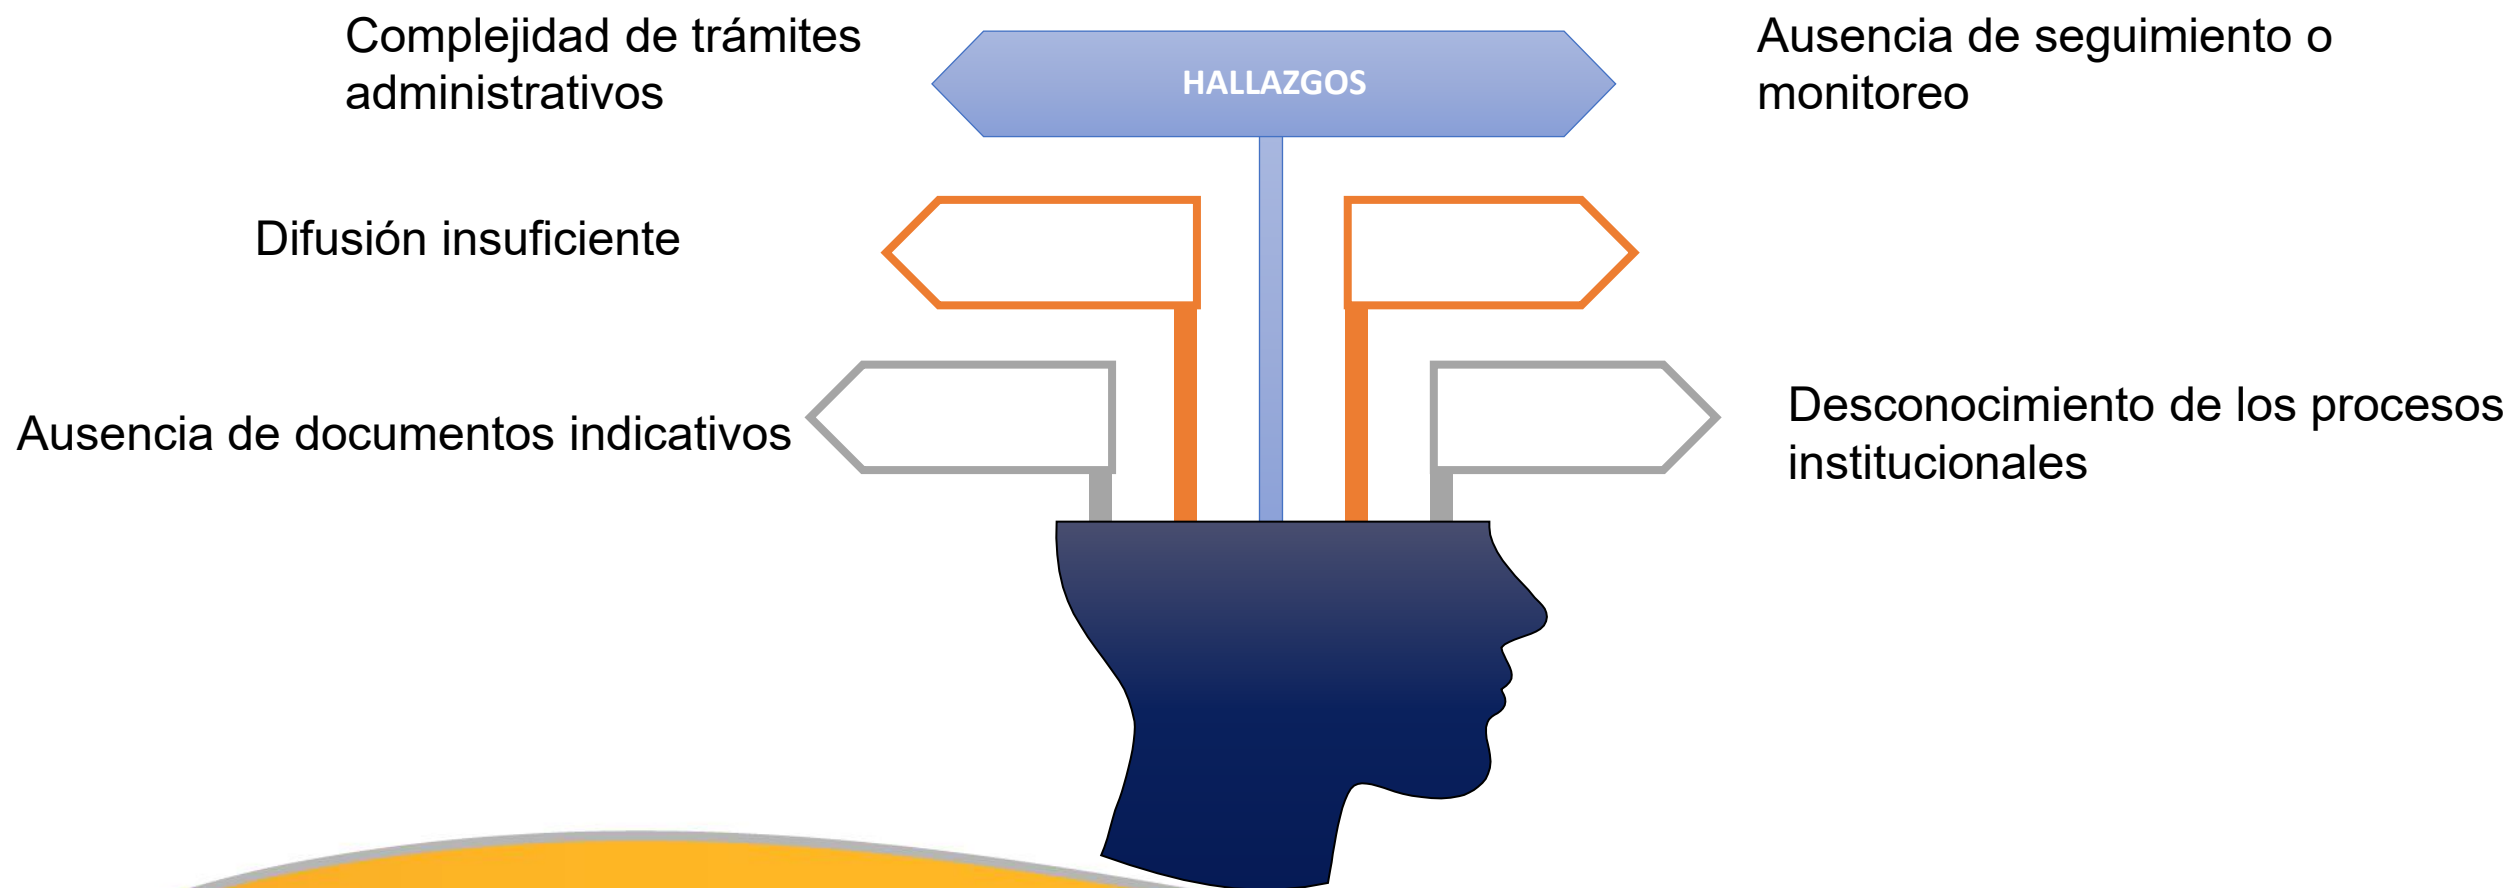 Complejidad de trámites
administrativos
HALLAZGOS
Ausencia de seguimiento o
monitoreo
Difusión insuficiente
Ausencia de documentos indicativos
Desconocimiento de los procesos
institucionales